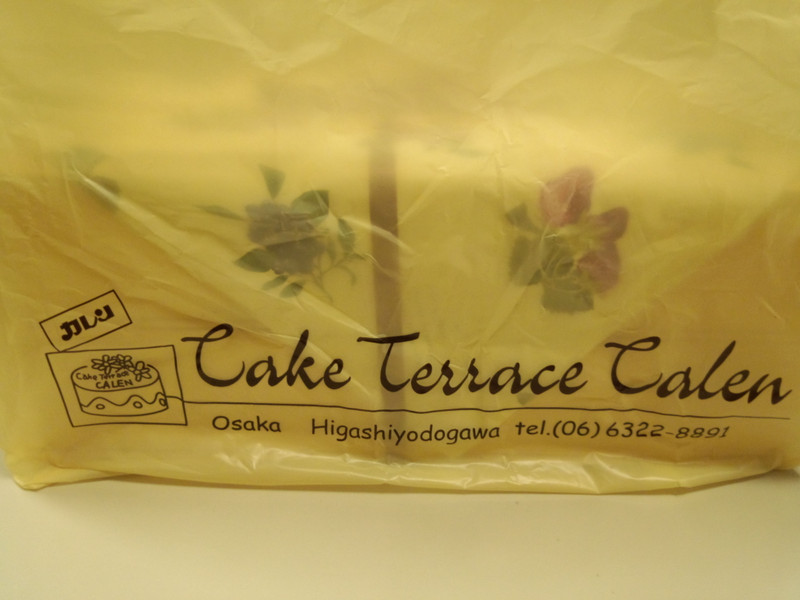 カレン
Cake Terrace
CALEN
Cake Terrace Calen
Osaka Higashiyodogawa tel.(06)6322-8891